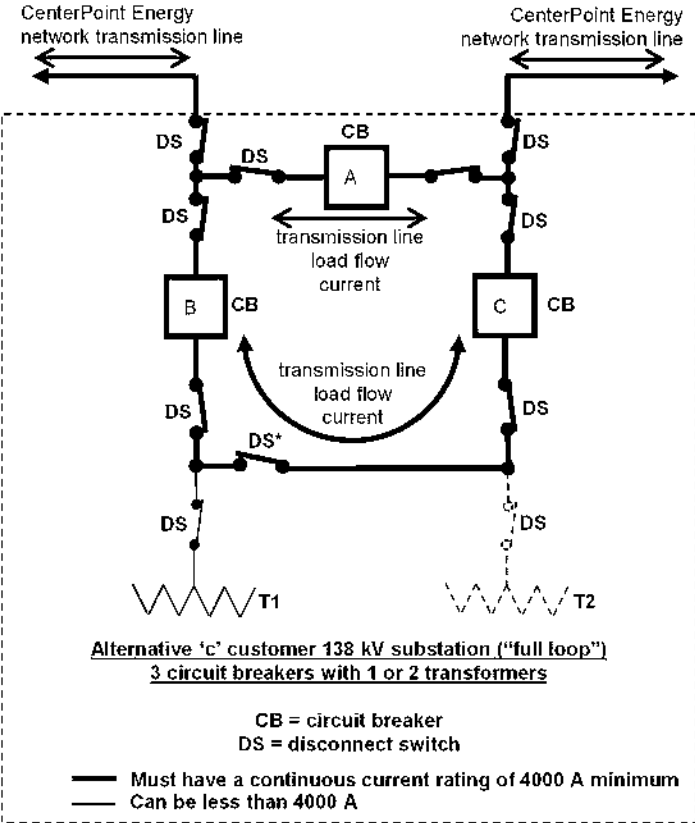 CenterPoint Energy
network transmission line
CenterPoint Energy
network transmission line
DS
DS
CB
A
DS
DS
DS
transmission line
load flow
current
B
CB
C
CB
transmission line
load flow
current
DS
DS*
DS
DS
DS
T1
T2
Alternative ‘c’ customer 138 kV substation (“full loop”)
3 circuit breakers with 1 or 2 transformers
CB = circuit breaker
DS = disconnect switch
Must have a continuous current rating of 4000 A minimum
Can be less than 4000 A